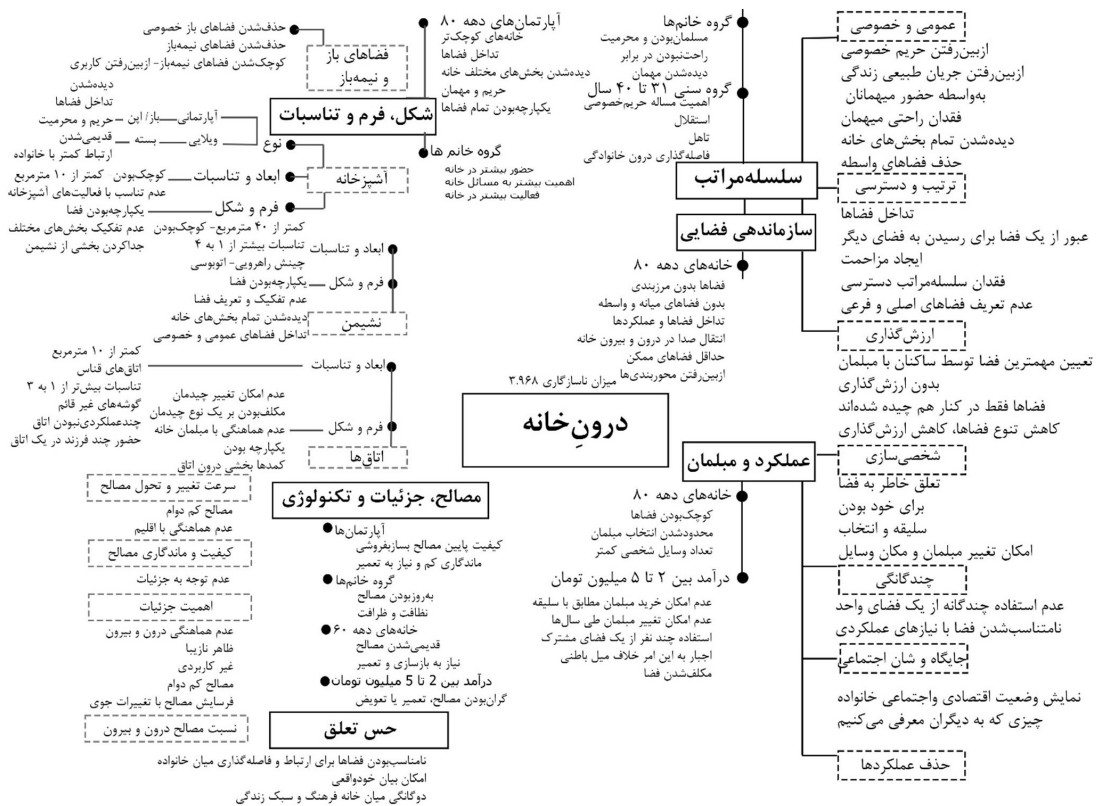 عمومی و خصوصی
ازبین‌رفتن حریم خصوصی
ازبین‌رفتن جریان طبیعی زندگی
به‌واسطه حضور میهمانان
فقدان راحتی میهمان
دیده‌شدن تمام بخش‌های خانه
حذف فضاهای واسطه
ترتیب و دسترسی
تداخل فضاها
عبور از یک فضا برای رسیدن به فضای دیگر
ایجاد مزاحمت
فقدان سلسله‌مراتب دسترسی
عدم تعریف فضاهای اصلی و فرعی
ارزش‌گذاری
تعیین مهمترین فضا توسط ساکنان با مبلمان
بدون ارزش‌گذاری
فضاها فقط در کنار هم چیده شده‌اند
کاهش تنوع فضاها، کاهش ارزش‌گذاری
شخصی‌سازی
تعلق خاطر به فضا
برای خود بودن
سلیقه و انتخاب
امکان تغییر مبلمان و مکان وسایل
چندگانگی
عدم استفاده چندگانه از یک فضای واحد
نامتناسب‌شدن فضا با نیازهای عملکردی
جایگاه و شان اجتماعی
نمایش وضعیت اقتصادی واجتماعی خانواده
چیزی که به دیگران معرفی می‌کنیم
حذف عملکردها
گروه خانم‌ها
مسلمان‌بودن و محرمیت
راحت‌نبودن در برابر
دیده‌شدن مهمان
گروه سنی ۳۱ تا ۴۰ سال
اهمیت مساله حریم‌خصوصی
استقلال
تاهل
فاصله‌گذاری درون خانوادگی
سلسله‌مراتب
سازماندهی فضایی
خانه‌های دهه ۸۰
فضاها بدون مرزبندی
بدون فضاهای میانه و واسطه
تداخل فضاها و عملکردها
انتقال صدا در درون و بیرون خانه
حداقل فضاهای ممکن
ازبین‌رفتن محوربندی‌ها
میزان ناسازگاری ۳.۹۶۸
درونِ‌خانه
عملکرد و مبلمان
خانه‌های دهه ۸۰
کوچک‌بودن فضاها
محدودشدن انتخاب مبلمان
تعداد وسایل شخصی کمتر
درآمد بین ۲ تا ۵ میلیون تومان
عدم امکان خرید مبلمان مطابق با سلیقه
عدم امکان تغییر مبلمان طی سال‌ها
استفاده چند نفر از یک فضای مشترک
اجبار به این امر خلاف میل باطنی
مکلف‌شدن فضا
آپارتمان‌های دهه ۸۰
خانه‌های کوچک‌تر
تداخل فضاها
دیده‌شدن بخش‌های مختلف خانه
حریم و مهمان
یکپارچه‌بودن تمام فضاها
شکل، فرم و تناسبات
گروه خانم ها
حضور بیشتر در خانه
اهمیت بیشتر به مسائل خانه
فعالیت بیشتر در خانه
فضاهای باز
و نیمه‌باز
حذف‌شدن فضاهای باز خصوصی
حذف‌شدن فضاهای نیمه‌باز
کوچک‌شدن فضاهای نیمه‌باز- ازبین‌رفتن کاربری
آشپزخانه
نوع
آپارتمانی
باز/ اپن
دیده‌شدن
تداخل فضاها
حریم و محرمیت
ویلایی
بسته
قدیمی‌شدن
ارتباط کمتر با خانواده
ابعاد و تناسبات
کوچک‌بودن
کمتر از ۱۰ مترمربع
عدم تناسب با فعالیت‌های آشپزخانه
فرم و شکل
یکپارچه‌بودن فضا
عدم تفکیک بخش‌های مختلف
جداکردن بخشی از نشیمن
نشیمن
ابعاد و تناسبات
کمتر از ۴۰ مترمربع- کوچک‌بودن
تناسبات بیشتر از ۱ به ۴
چینش راهرویی- اتوبوسی
فرم و شکل
یکپارچه‌بودن فضا
عدم تفکیک و تعریف فضا
دیده‌شدن تمام بخش‌های خانه
تداخل فضاهای عمومی و خصوصی
ابعاد و تناسبات
کمتر از ۱۰ مترمربع
اتاق‌های قناس
تناسبات بیش‌تر از ۱ به ۳
گوشه‌های غیر قائم
چندعملکردی‌نبودن اتاق
حضور چند فرزند در یک اتاق
فرم و شکل
عدم امکان تغییر چیدمان
مکلف‌بودن بر یک نوع چیدمان
عدم هماهنگی با مبلمان خانه
یکپارچه بودن
کمدها بخشی درون اتاق
اتاق‌ها
مصالح، جزئیات و تکنولوژی
آپارتمان‌ها
کیفیت پایین مصالح بسازبفروشی
ماندگاری کم و نیاز به تعمیر
گروه خانم‌ها
به‌روزبودن مصالح
نظافت و ظرافت
خانه‌های دهه ۶۰
قدیمی‌شدن مصالح
نیاز به بازسازی و تعمیر
درآمد بین 2 تا 5 میلیون تومان
گران‌بودن مصالح، تعمیر یا تعویض
سرعت تغییر و تحول مصالح
مصالح کم دوام
عدم هماهنگی با اقلیم
کیفیت و ماندگاری مصالح
عدم توجه به جزئیات
اهمیت جزئیات
عدم هماهنگی درون و بیرون
ظاهر نازیبا
غیر کاربردی
مصالح کم دوام
فرسایش مصالح با تغییرات جوی
نسبت مصالح درون و بیرون
حس تعلق
نامناسب‌بودن فضاها برای ارتباط و فاصله‌گذاری میان خانواده
امکان بیان خودواقعی
دوگانگی میان خانه فرهنگ و سبک زندگی